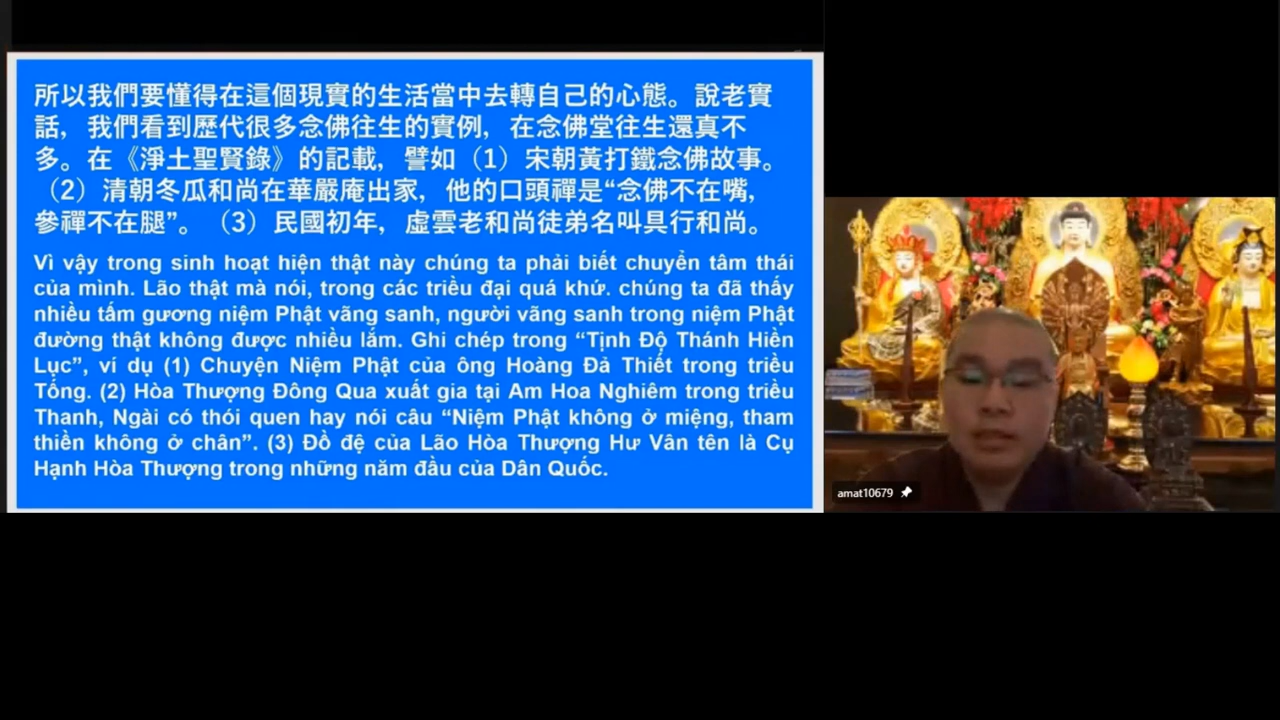 所以我們要懂得在這個現實的生活當中去轉自己的心態。說老實
話，我們看到歷代很多念佛往生的實例，在念佛堂往生還真不
多。在《淨土聖賢錄》的記載，譬如（1）宋朝黃打鐵念佛故事。
（2）清朝冬瓜和尚在華嚴庵出家，他的口頭禪是“念佛不在嘴，
參禪不在腿”。（3）民國初年，虛雲老和尚徒弟名叫具行和尚。
Vì vậy trong sinh hoạt hiện thật này chúng ta phải biết chuyển tâm thái
của mình. Lão thật mà nói, trong các triều đại quá khứ. chúng ta đã thấy
nhiều tấm gương niệm Phật vãng sanh, người vãng sanh trong niệm Phật
đường thật không được nhiều lắm. Ghi chép trong “Tịnh Độ Thánh Hiền
Lục”, ví dụ (1) Chuyện Niệm Phật của ông Hoàng Đả Thiết trong triều
Tống. (2) Hòa Thượng Đông Qua xuất gia tại Am Hoa Nghiêm trong triều
Thanh, Ngài có thói quen hay nói câu “Niệm Phật không ở miệng, tham
thiền không ở chân”. (3) Đồ đệ của Lão Hòa Thượng Hư Vân tên là Cụ
Hạnh Hòa Thượng trong những năm đầu của Dân Quốc.
amat10679